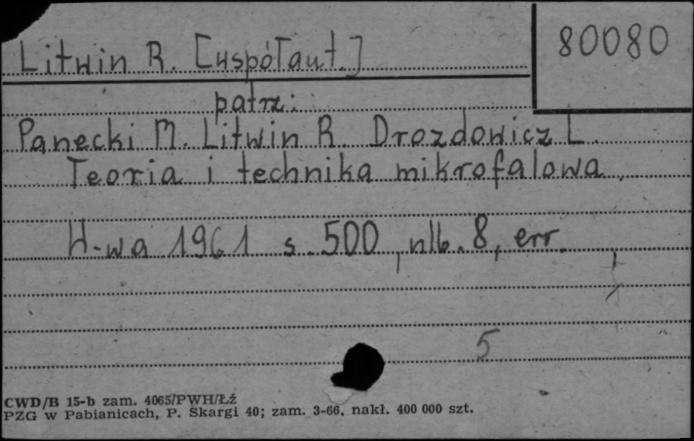 80080
Litwin R. [współaut.]
patrz:
Panecki M. Litwin R. Drozdowicz L.
Teoria i technika mikrofalowa.
W-wa 1961 s. 500, nlb. 8, err.
5
CWD/B 15-b zam. 4065/PWH/Łź
PZG w Pabianicach, P. Skargi 40; zam. 3-66, nakł. 400 000 szt.